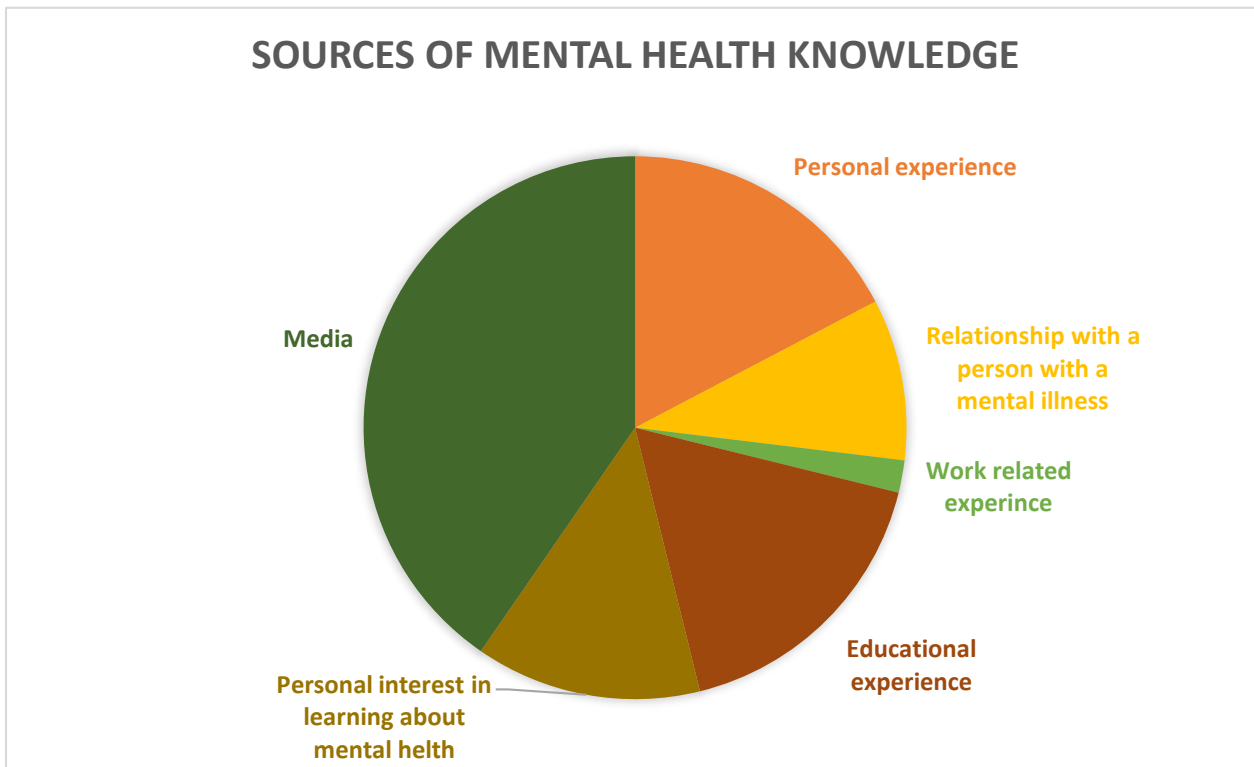 SOURCES OF MENTAL HEALTH KNOWLEDGE
Personal experience
Relationship with a
person with a
mental illness
Work related
experince
Educational
experience
Personal interest in
learning about
mental helth
Media